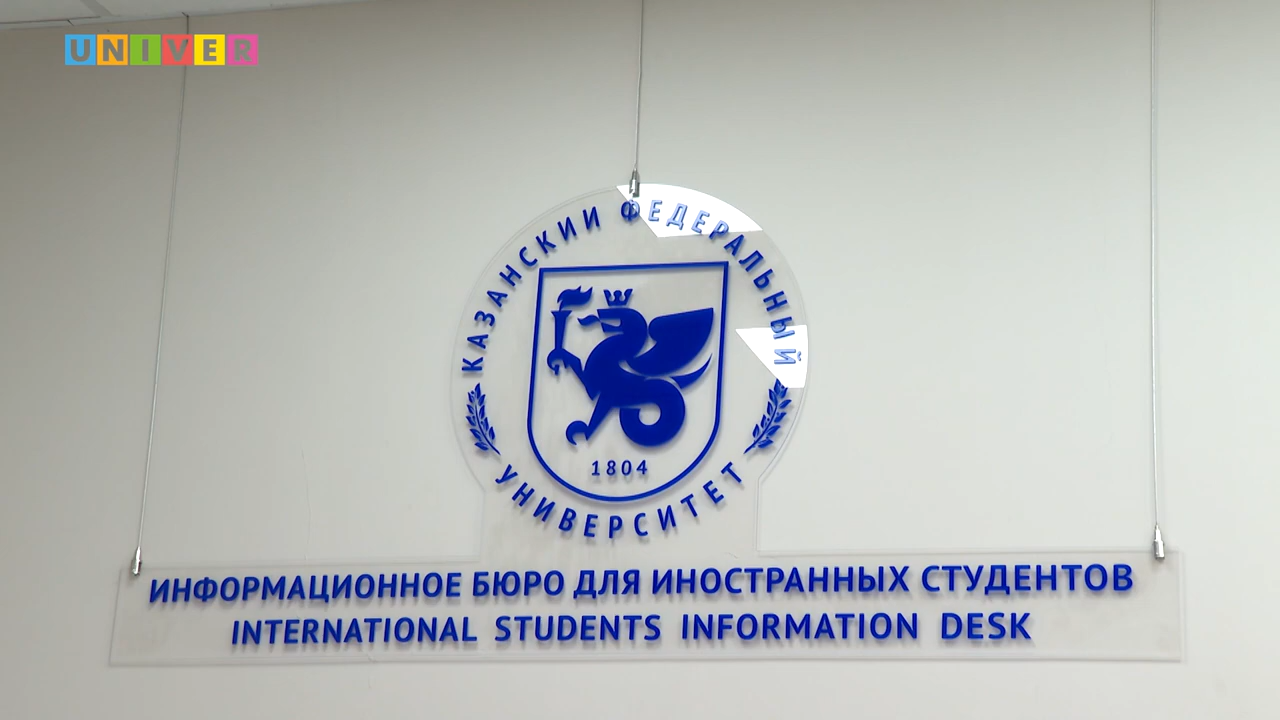 UNIVER
КАЗАНСКИЙ ФЕДЕРАЛЬНЫЙ
УНИВЕРСИТЕТ
1804
ИНФОРМАЦИОННОЕ БЮРО ДЛЯ ИНОСТРАННЫХ СТУДЕНТОВ
INTERNATIONAL STUDENTS INFORMATION DESK